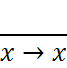 x → x